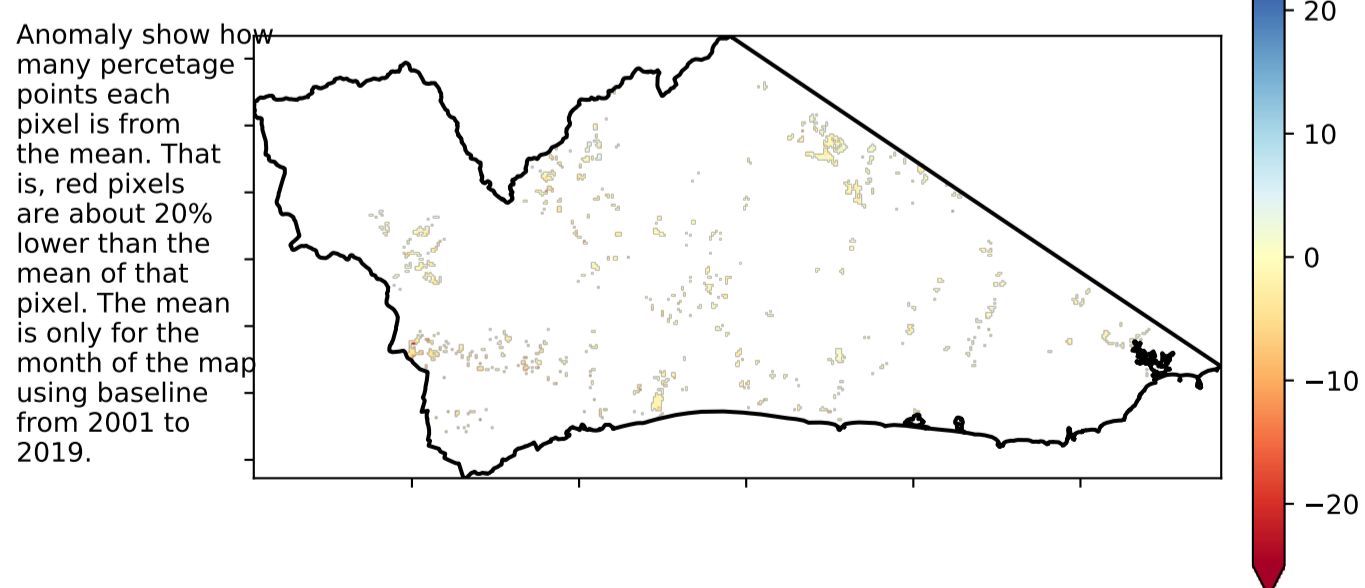 Anomaly show how
many percetage
points each
pixel is from
the mean. That
is, red pixels
are about 20%
lower than the
mean of that
pixel. The mean
is only for the
month of the map
using baseline
from 2001 to
2019.
20
10
0
−10
−20